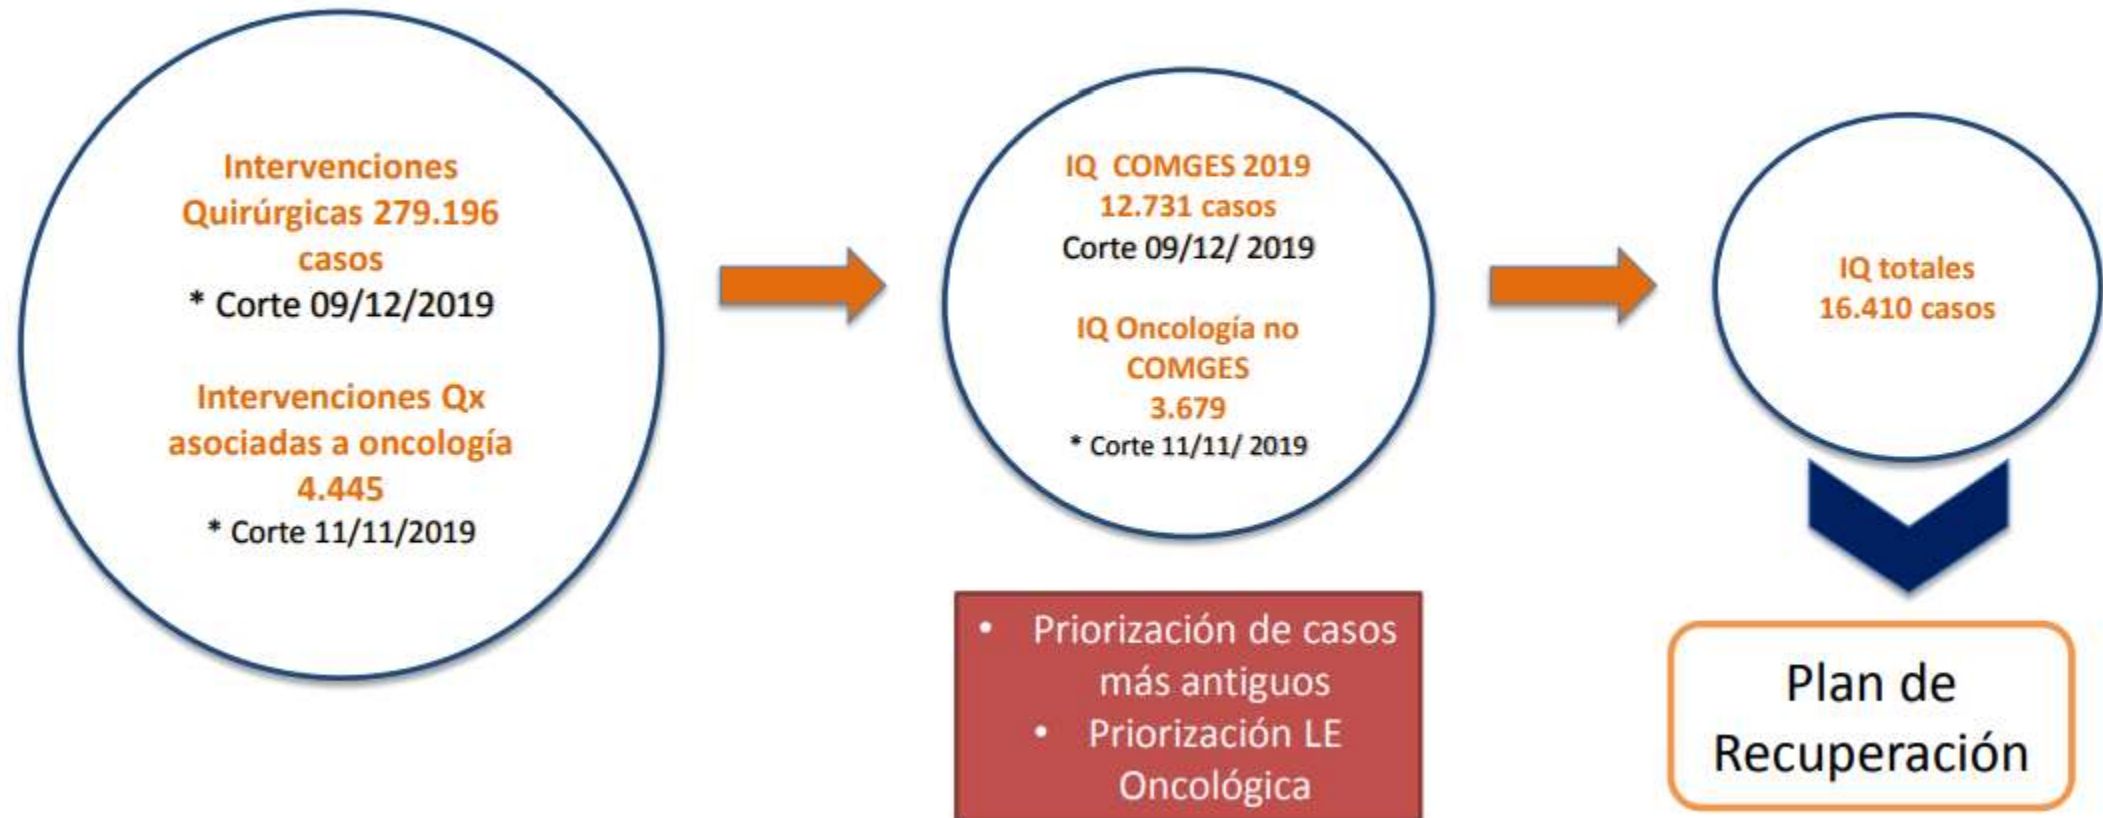 Intervenciones
Quirúrgicas 279.196
casos
* Corte 09/12/2019
Intervenciones Qx
asociadas a oncología
4.445
* Corte 11/11/2019
IQ COMGES 2019
12.731 casos
Corte 09/12/ 2019
IQ Oncología no
COMGES
3.679
* Corte 11/11/ 2019
• Priorización de casos
más antiguos
• Priorización LE
Oncológica
IQ totales
16.410 casos
Plan de
Recuperación